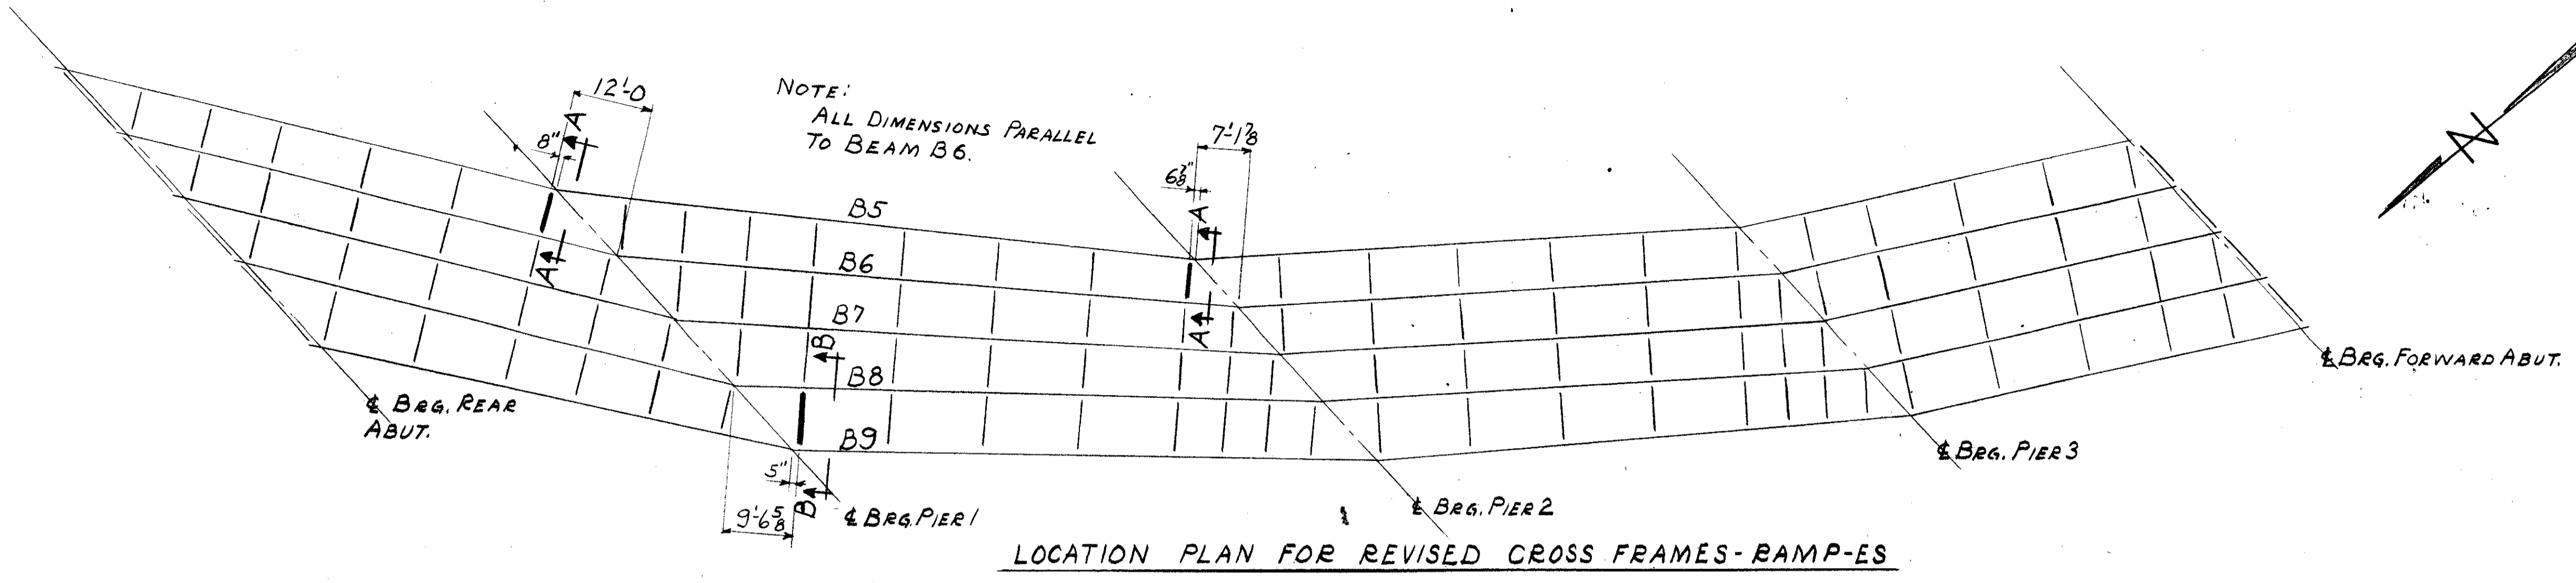 12'-0
NOTE:
ALL DIMENSIONS PARALLEL
TO BEAM B6.
8"
A
A
7'-1⅞
6⅞"
A
A
B5
B6
B7
B
B8
B9
B
5"
9'-6⅝
N
℄ BRG. REAR
ABUT.
℄ BRG. PIER 1
℄ BRG. PIER 2
℄ BRG. PIER 3
℄ BRG. FORWARD ABUT.
LOCATION PLAN FOR REVISED CROSS FRAMES-RAMP-ES